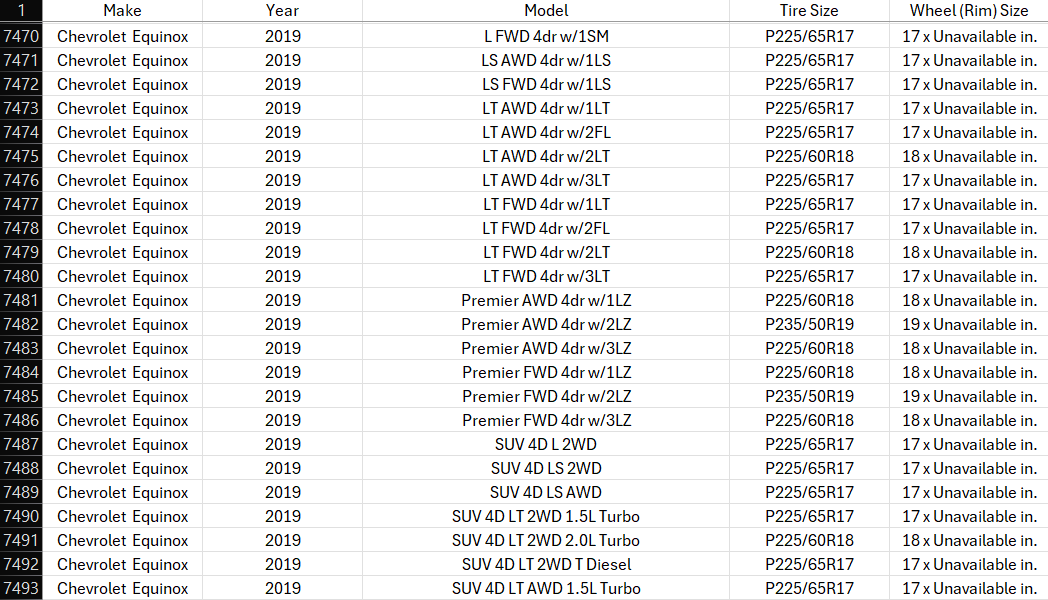 1 Make Year Model Tire Size Wheel (Rim) Size
7470 Chevrolet Equinox 2019 L FWD 4dr w/1SM P225/65R17 17 x Unavailable in.
7471 Chevrolet Equinox 2019 LS AWD 4dr w/1LS P225/65R17 17 x Unavailable in.
7472 Chevrolet Equinox 2019 LS FWD 4dr w/1LS P225/65R17 17 x Unavailable in.
7473 Chevrolet Equinox 2019 LT AWD 4dr w/1LT P225/65R17 17 x Unavailable in.
7474 Chevrolet Equinox 2019 LT AWD 4dr w/2FL P225/65R17 17 x Unavailable in.
7475 Chevrolet Equinox 2019 LT AWD 4dr w/2LT P225/60R18 18 x Unavailable in.
7476 Chevrolet Equinox 2019 LT AWD 4dr w/3LT P225/65R17 17 x Unavailable in.
7477 Chevrolet Equinox 2019 LT FWD 4dr w/1LT P225/65R17 17 x Unavailable in.
7478 Chevrolet Equinox 2019 LT FWD 4dr w/2FL P225/65R17 17 x Unavailable in.
7479 Chevrolet Equinox 2019 LT FWD 4dr w/2LT P225/60R18 18 x Unavailable in.
7480 Chevrolet Equinox 2019 LT FWD 4dr w/3LT P225/65R17 17 x Unavailable in.
7481 Chevrolet Equinox 2019 Premier AWD 4dr w/1LZ P225/60R18 18 x Unavailable in.
7482 Chevrolet Equinox 2019 Premier AWD 4dr w/2LZ P235/50R19 19 x Unavailable in.
7483 Chevrolet Equinox 2019 Premier AWD 4dr w/3LZ P225/60R18 18 x Unavailable in.
7484 Chevrolet Equinox 2019 Premier FWD 4dr w/1LZ P225/60R18 18 x Unavailable in.
7485 Chevrolet Equinox 2019 Premier FWD 4dr w/2LZ P235/50R19 19 x Unavailable in.
7486 Chevrolet Equinox 2019 Premier FWD 4dr w/3LZ P225/60R18 18 x Unavailable in.
7487 Chevrolet Equinox 2019 SUV 4D L 2WD P225/65R17 17 x Unavailable in.
7488 Chevrolet Equinox 2019 SUV 4D LS 2WD P225/65R17 17 x Unavailable in.
7489 Chevrolet Equinox 2019 SUV 4D LS AWD P225/65R17 17 x Unavailable in.
7490 Chevrolet Equinox 2019 SUV 4D LT 2WD 1.5L Turbo P225/65R17 17 x Unavailable in.
7491 Chevrolet Equinox 2019 SUV 4D LT 2WD 2.0L Turbo P225/60R18 18 x Unavailable in.
7492 Chevrolet Equinox 2019 SUV 4D LT 2WD T Diesel P225/65R17 17 x Unavailable in.
7493 Chevrolet Equinox 2019 SUV 4D LT AWD 1.5L Turbo P225/65R17 17 x Unavailable in.